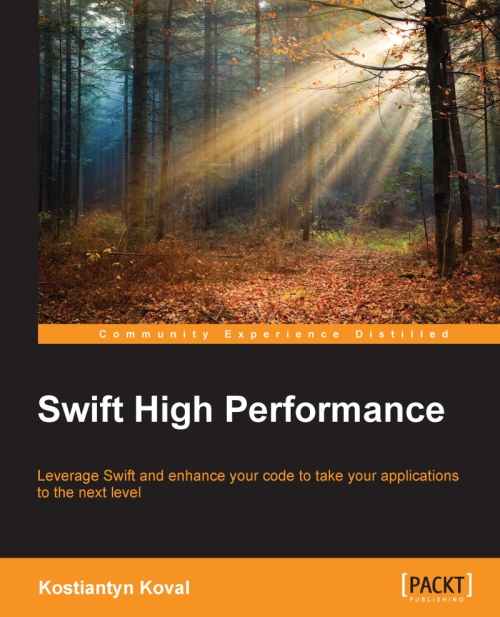 Community Experience Distilled
Swift High Performance
Leverage Swift and enhance your code to take your applications
to the next level
Kostiantyn Koval
[PACKT]
PUBLISHING